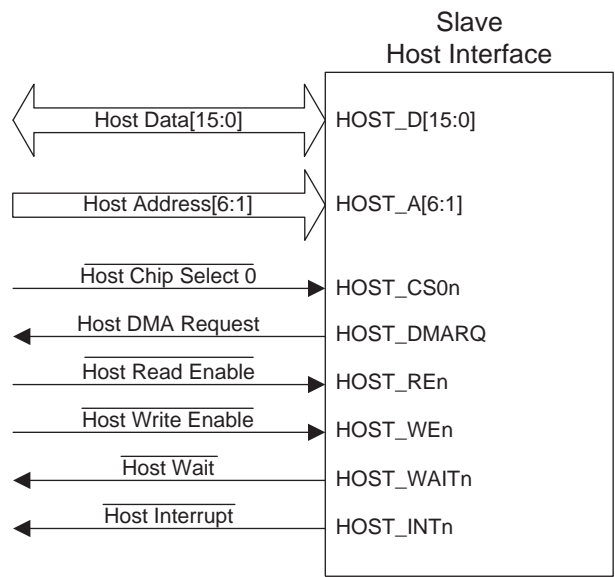 Slave
Host Interface
Host Data[15:0] HOST_D[15:0]
Host Address[6:1] HOST_A[6:1]
Host Chip Select 0 HOST_CS0n
Host DMA Request HOST_DMARQ
Host Read Enable HOST_REn
Host Write Enable HOST_WEn
Host Wait HOST_WAITn
Host Interrupt HOST_INTn